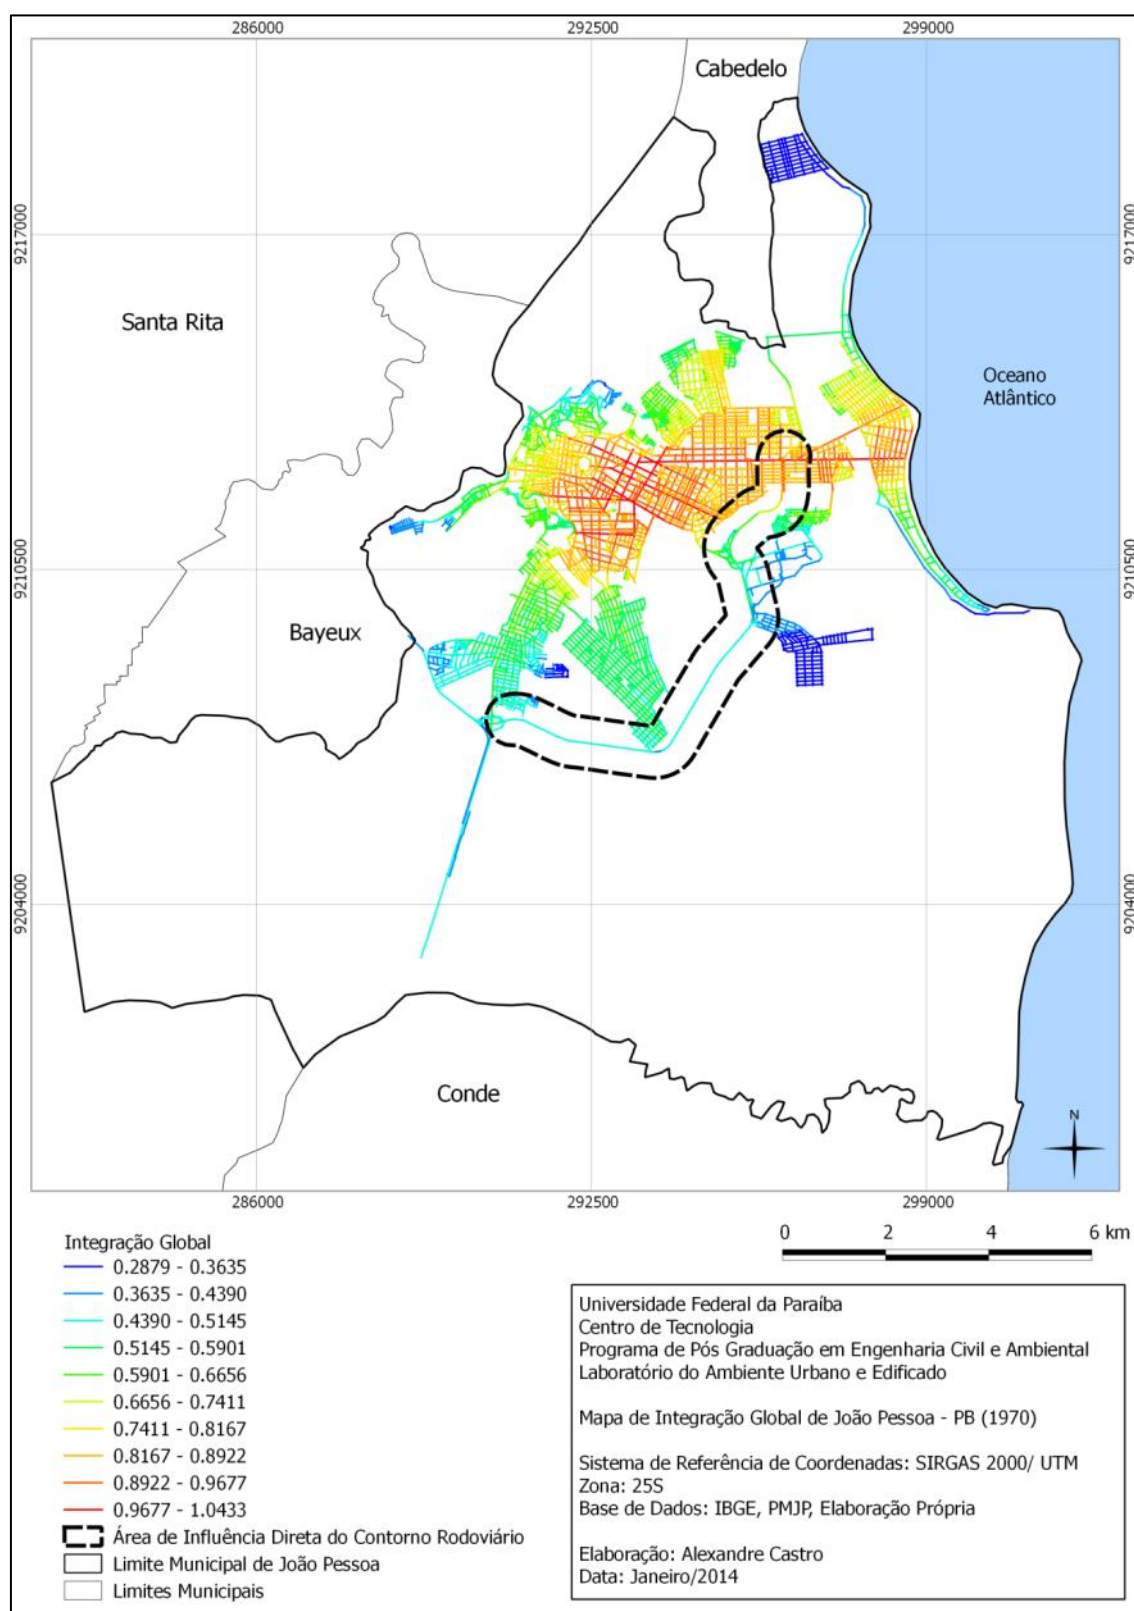 286000
292500
299000
Cabedelo
9217000
9217000
Santa Rita
Oceano
Atlântico
9210500
9210500
Bayeux
9204000
9204000
Conde
N
286000
292500
299000
Integração Global
0.2879 - 0.3635
0.3635 - 0.4390
0.4390 - 0.5145
0.5145 - 0.5901
0.5901 - 0.6656
0.6656 - 0.7411
0.7411 - 0.8167
0.8167 - 0.8922
0.8922 - 0.9677
0.9677 - 1.0433
Área de Influência Direta do Contorno Rodoviário
Limite Municipal de João Pessoa
Limites Municipais
0 2 4 6 km
Universidade Federal da Paraíba
Centro de Tecnologia
Programa de Pós Graduação em Engenharia Civil e Ambiental
Laboratório do Ambiente Urbano e Edificado
Mapa de Integração Global de João Pessoa - PB (1970)
Sistema de Referência de Coordenadas: SIRGAS 2000/ UTM
Zona: 25S
Base de Dados: IBGE, PMJP, Elaboração Própria
Elaboração: Alexandre Castro
Data: Janeiro/2014